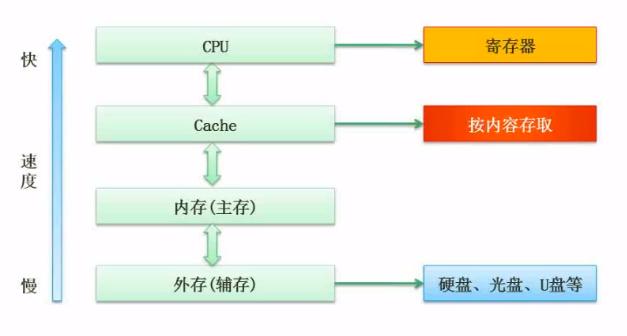 快
CPU
寄存器
Cache
按内容存取
速
度
内存(主存)
慢
外存(辅存)
硬盘、光盘、U盘等